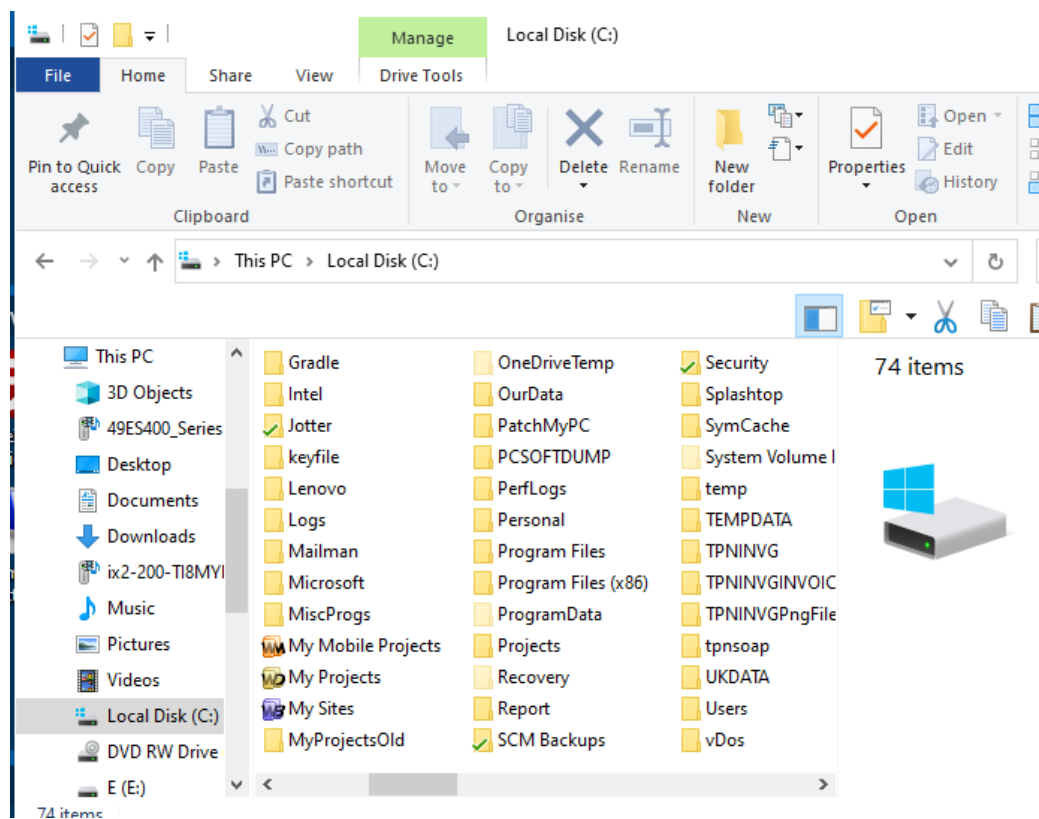 Manage Local Disk (C:)
File Home Share View Drive Tools
Pin to Quick access
Copy
Paste
Cut
Copy path
Paste shortcut
Move to
Copy to
Delete
Rename
New folder
Properties
Open
Edit
History
Clipboard Organise New Open
This PC > Local Disk (C:)
This PC
3D Objects
49ES400_Series
Desktop
Documents
Downloads
ix2-200-TI8MYI
Music
Pictures
Videos
Local Disk (C:)
DVD RW Drive
E (E:)
Gradle
Intel
Jotter
keyfile
Lenovo
Logs
Mailman
Microsoft
MiscProgs
My Mobile Projects
My Projects
My Sites
MyProjectsOld
OneDriveTemp
OurData
PatchMyPC
PCSOFTDUMP
PerfLogs
Personal
Program Files
Program Files (x86)
ProgramData
Projects
Recovery
Report
SCM Backups
Security
Splashtop
SymCache
System Volume I
temp
TEMPDATA
TPNINVG
TPNINVGINVOIC
TPNINVGPngFile
tpnsoap
UKDATA
Users
vDos
74 items
74 items